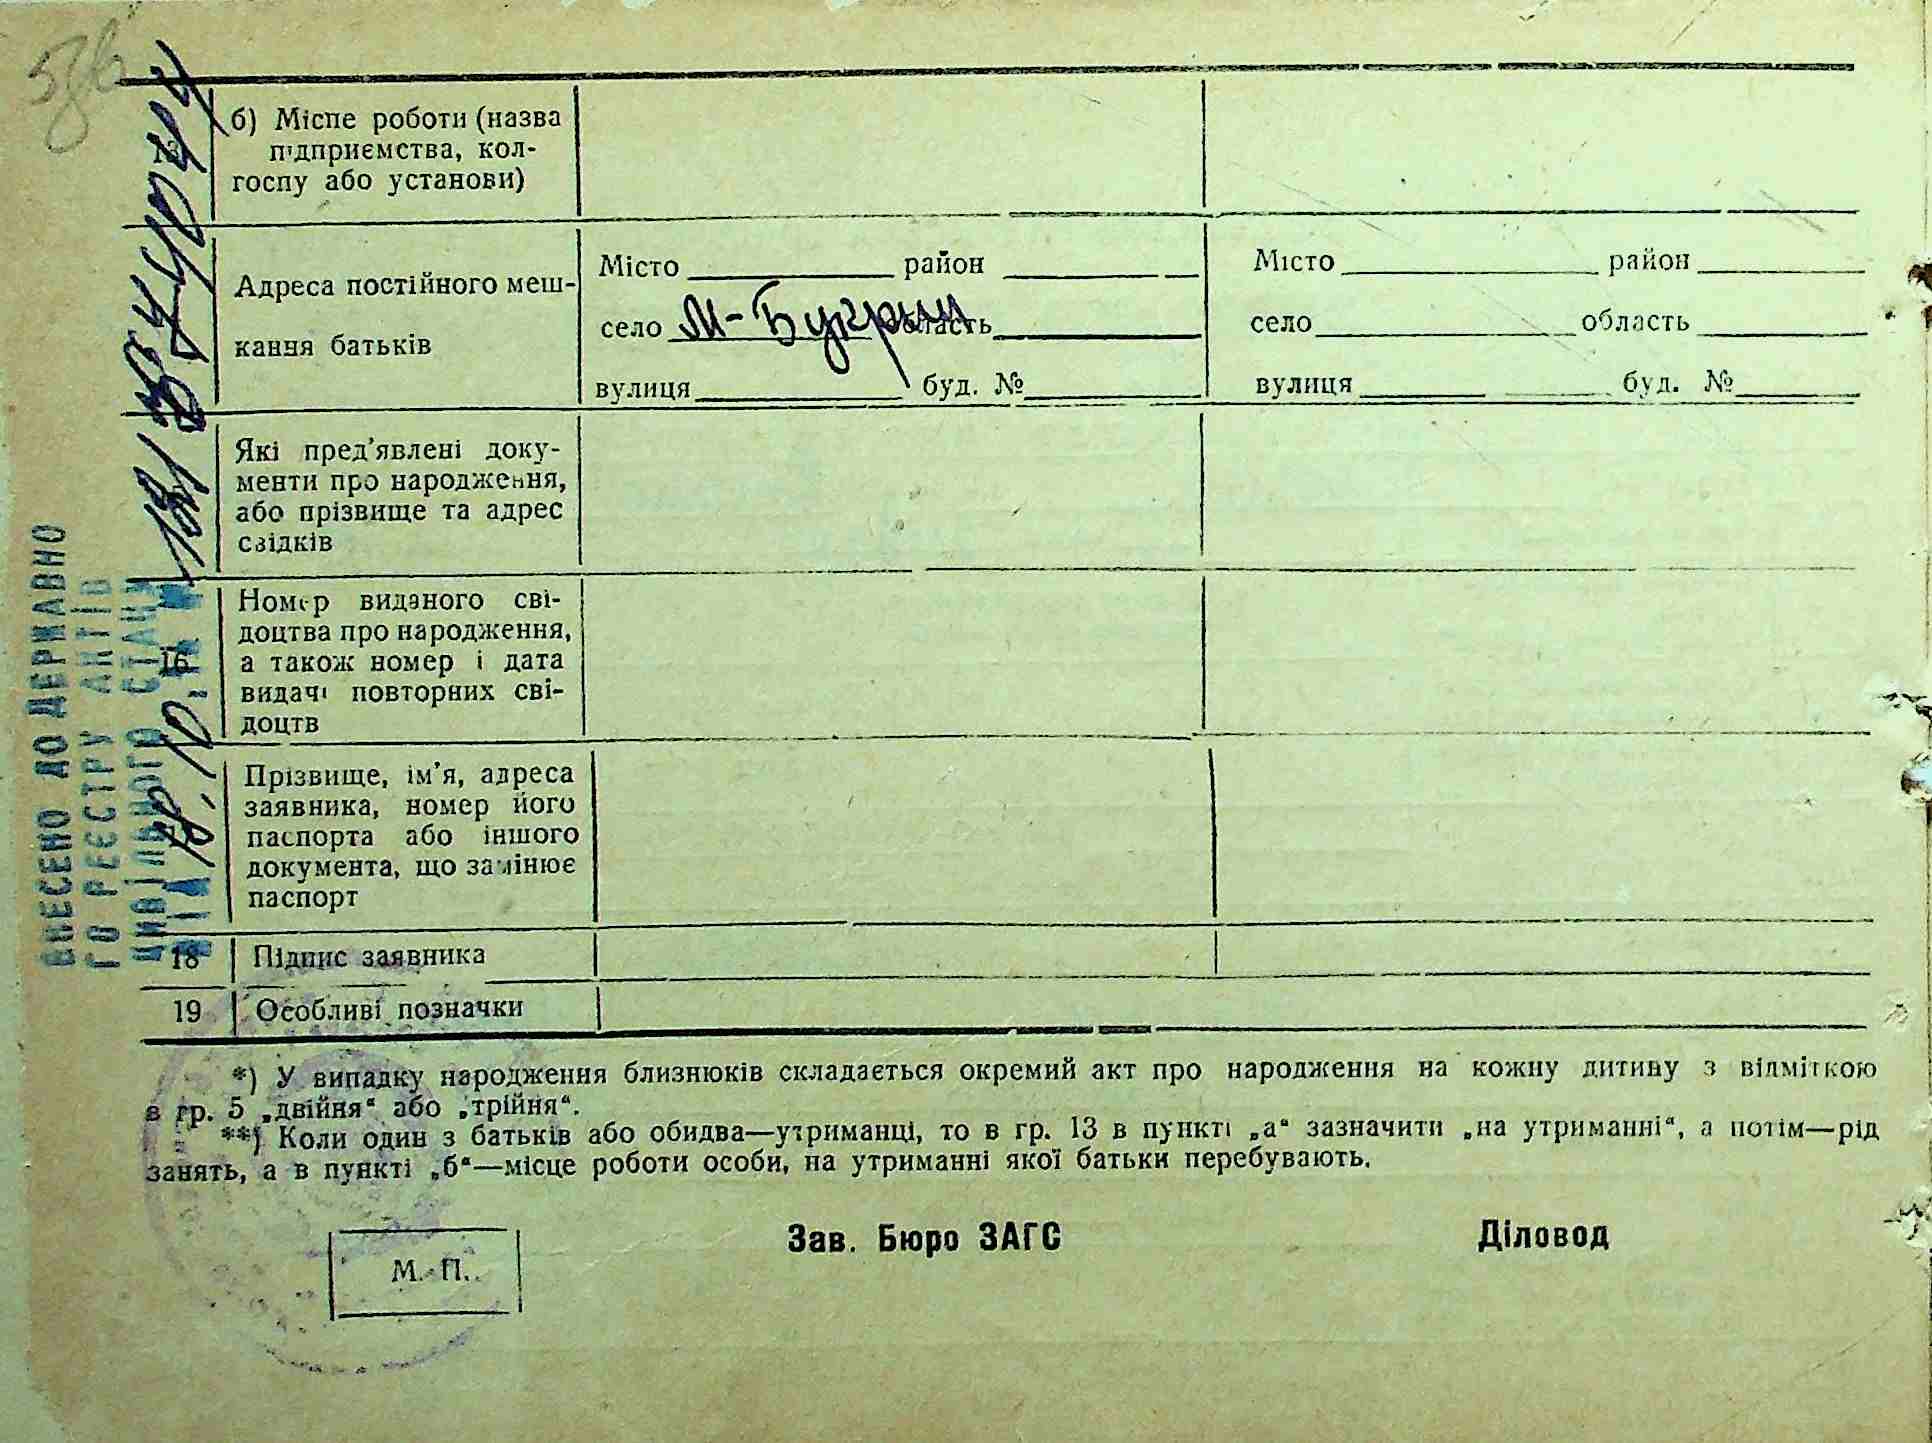 13
б) Міспе роботи (назва
підприємства, кол-
госпу або установи)
Адреса постійного меш-
кання батьків
Місто район
село М-Букрин область
вулиця буд. №
Місто район
село область
вулиця буд. №
Які пред'явлені доку-
менти про народження,
або прізвище та адрес
свідків
16
Номер виданого сві-
доцтва про народження,
а також номер і дата
видачі повторних сві-
доцтв
Прізвище, ім'я, адреса
заявника, номер його
паспорта або іншого
документа, що замінює
паспорт
18 Підпис заявника
19 Особливі позначки
*) У випадку народження близнюків складається окремий акт про народження на кожну дитину з відміткою
в гр. 5 „двійня“ або „трійня“.
**) Коли один з батьків або обидва—утриманці, то в гр. 13 в пункті „а“ зазначити „на утриманні“, а потім—рід
занять, а в пункті „б“—місце роботи особи, на утриманні якої батьки перебувають.
Зав. Бюро ЗАГС Діловод
М. П.
ВНЕСЕНО ДО ДЕРЖАВНО
ГО РЕЄСТРУ АКТІВ
ЦИВІЛЬНОГО СТАНУ